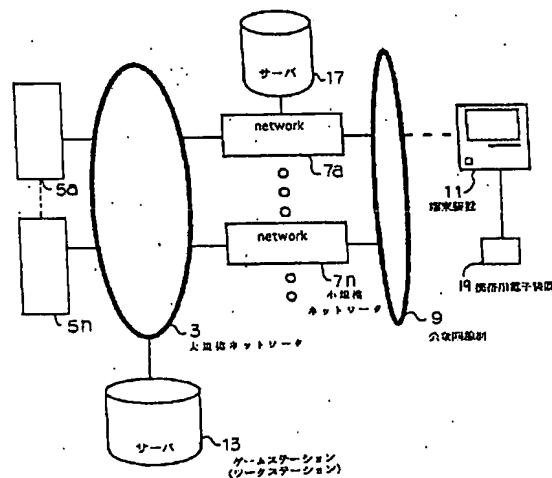 サーバ
17
network
5a
7a
11
端末装置
network
5n
7n
小規模
ネットワーク
19 携帯用電子装置
3
大規模ネットワーク
9
公衆回線網
サーバ
13
ゲームステーション
(ワークステーション)